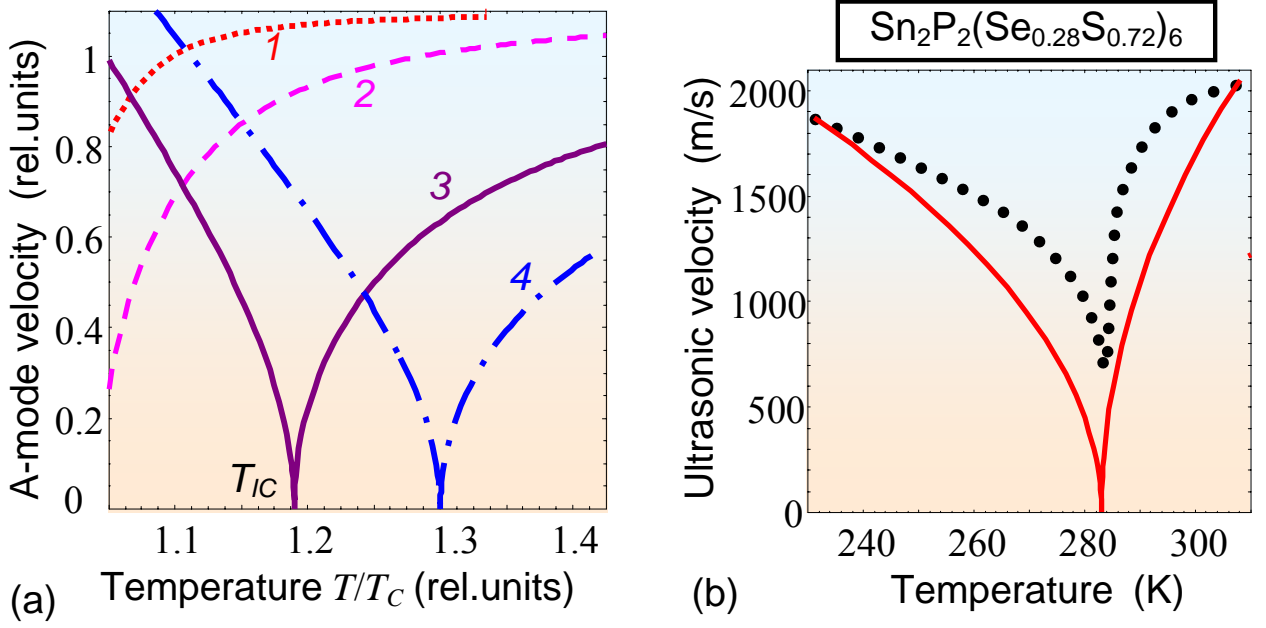 Sn2P2(Se0.28S0.72)6
A-mode velocity (rel.units)
1
0.8
0.6
0.4
0.2
0
1
2
3
4
TIC
1.1
1.2
1.3
1.4
Temperature T/TC (rel.units)
(a)
Ultrasonic velocity (m/s)
2000
1500
1000
500
0
240
260
280
300
Temperature (K)
(b)